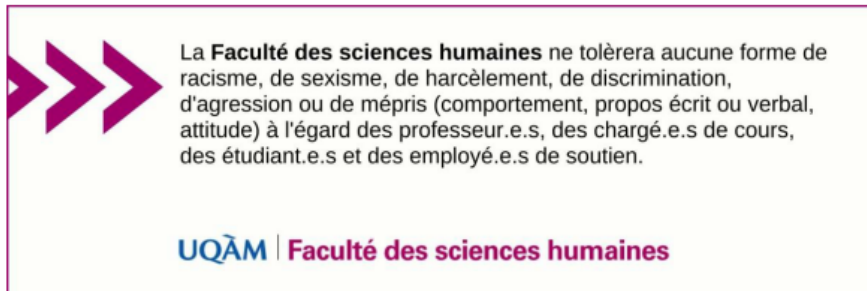 La Faculté des sciences humaines ne tolèrera aucune forme de
racisme, de sexisme, de harcèlement, de discrimination,
d'agression ou de mépris (comportement, propos écrit ou verbal,
attitude) à l'égard des professeur.e.s, des chargé.e.s de cours,
des étudiant.e.s et des employé.e.s de soutien.
UQÀM | Faculté des sciences humaines